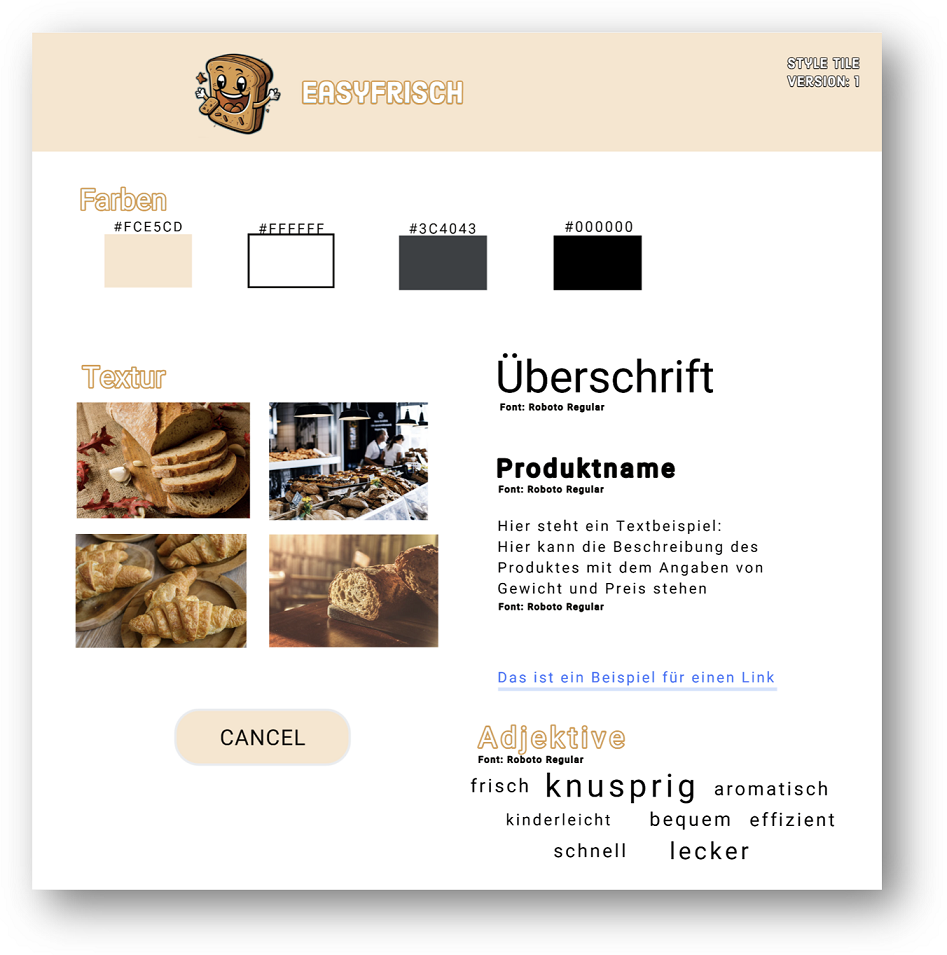 EASYFRISCH
STYLE TILE
VERSION: 1
Farben
#FCE5CD
#FFFFFF
#3C4043
#000000
Textur
Überschrift
Font: Roboto Regular
Produktname
Font: Roboto Regular
Hier steht ein Textbeispiel:
Hier kann die Beschreibung des
Produktes mit dem Angaben von
Gewicht und Preis stehen
Font: Roboto Regular
Das ist ein Beispiel für einen Link
CANCEL
Adjektive
Font: Roboto Regular
frisch knusprig aromatisch
kinderleicht bequem effizient
schnell lecker